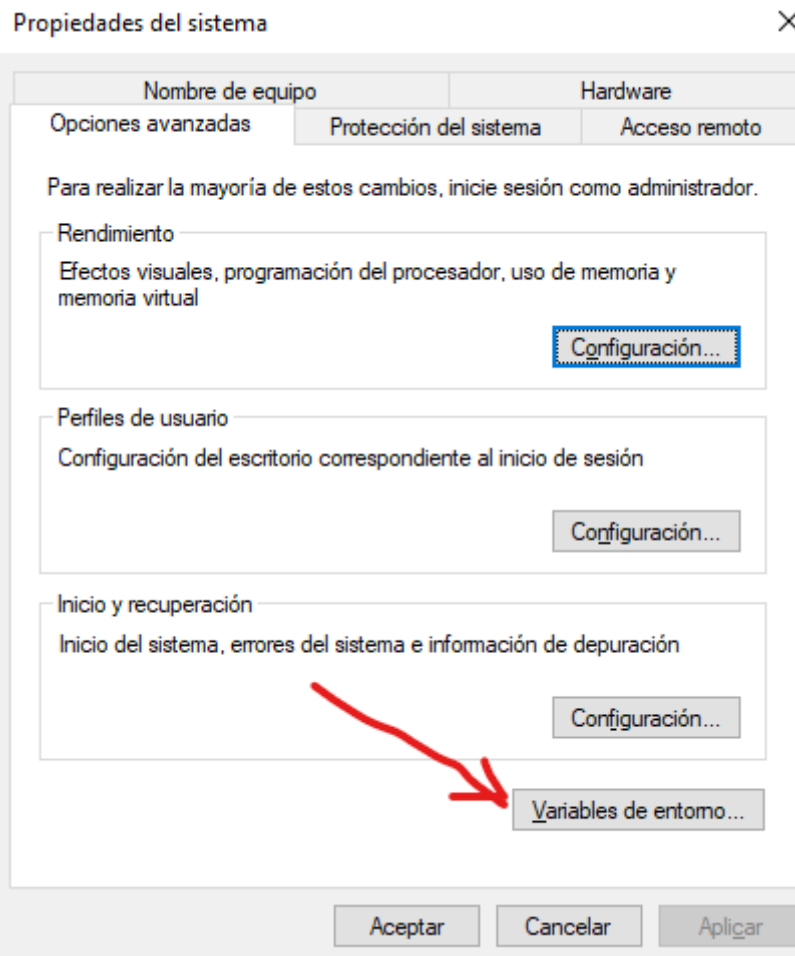 Propiedades del sistema
Nombre de equipo
Hardware
Opciones avanzadas
Protección del sistema
Acceso remoto
Para realizar la mayoría de estos cambios, inicie sesión como administrador.
Rendimiento
Efectos visuales, programación del procesador, uso de memoria y
memoria virtual
Configuración...
Perfiles de usuario
Configuración del escritorio correspondiente al inicio de sesión
Configuración...
Inicio y recuperación
Inicio del sistema, errores del sistema e información de depuración
Configuración...
Variables de entorno...
Aceptar
Cancelar
Aplicar